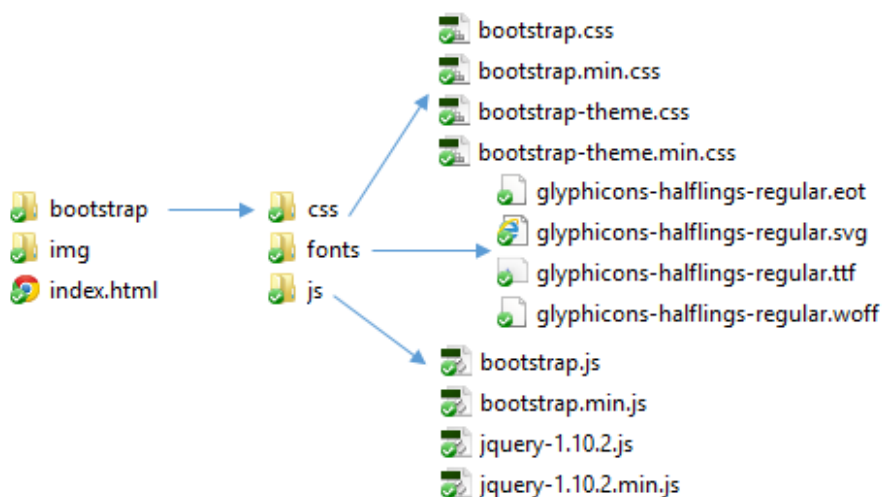 bootstrap.css
bootstrap.min.css
bootstrap-theme.css
bootstrap-theme.min.css
bootstrap
img
index.html
css
fonts
js
glyphicons-halflings-regular.eot
glyphicons-halflings-regular.svg
glyphicons-halflings-regular.ttf
glyphicons-halflings-regular.woff
bootstrap.js
bootstrap.min.js
jquery-1.10.2.js
jquery-1.10.2.min.js